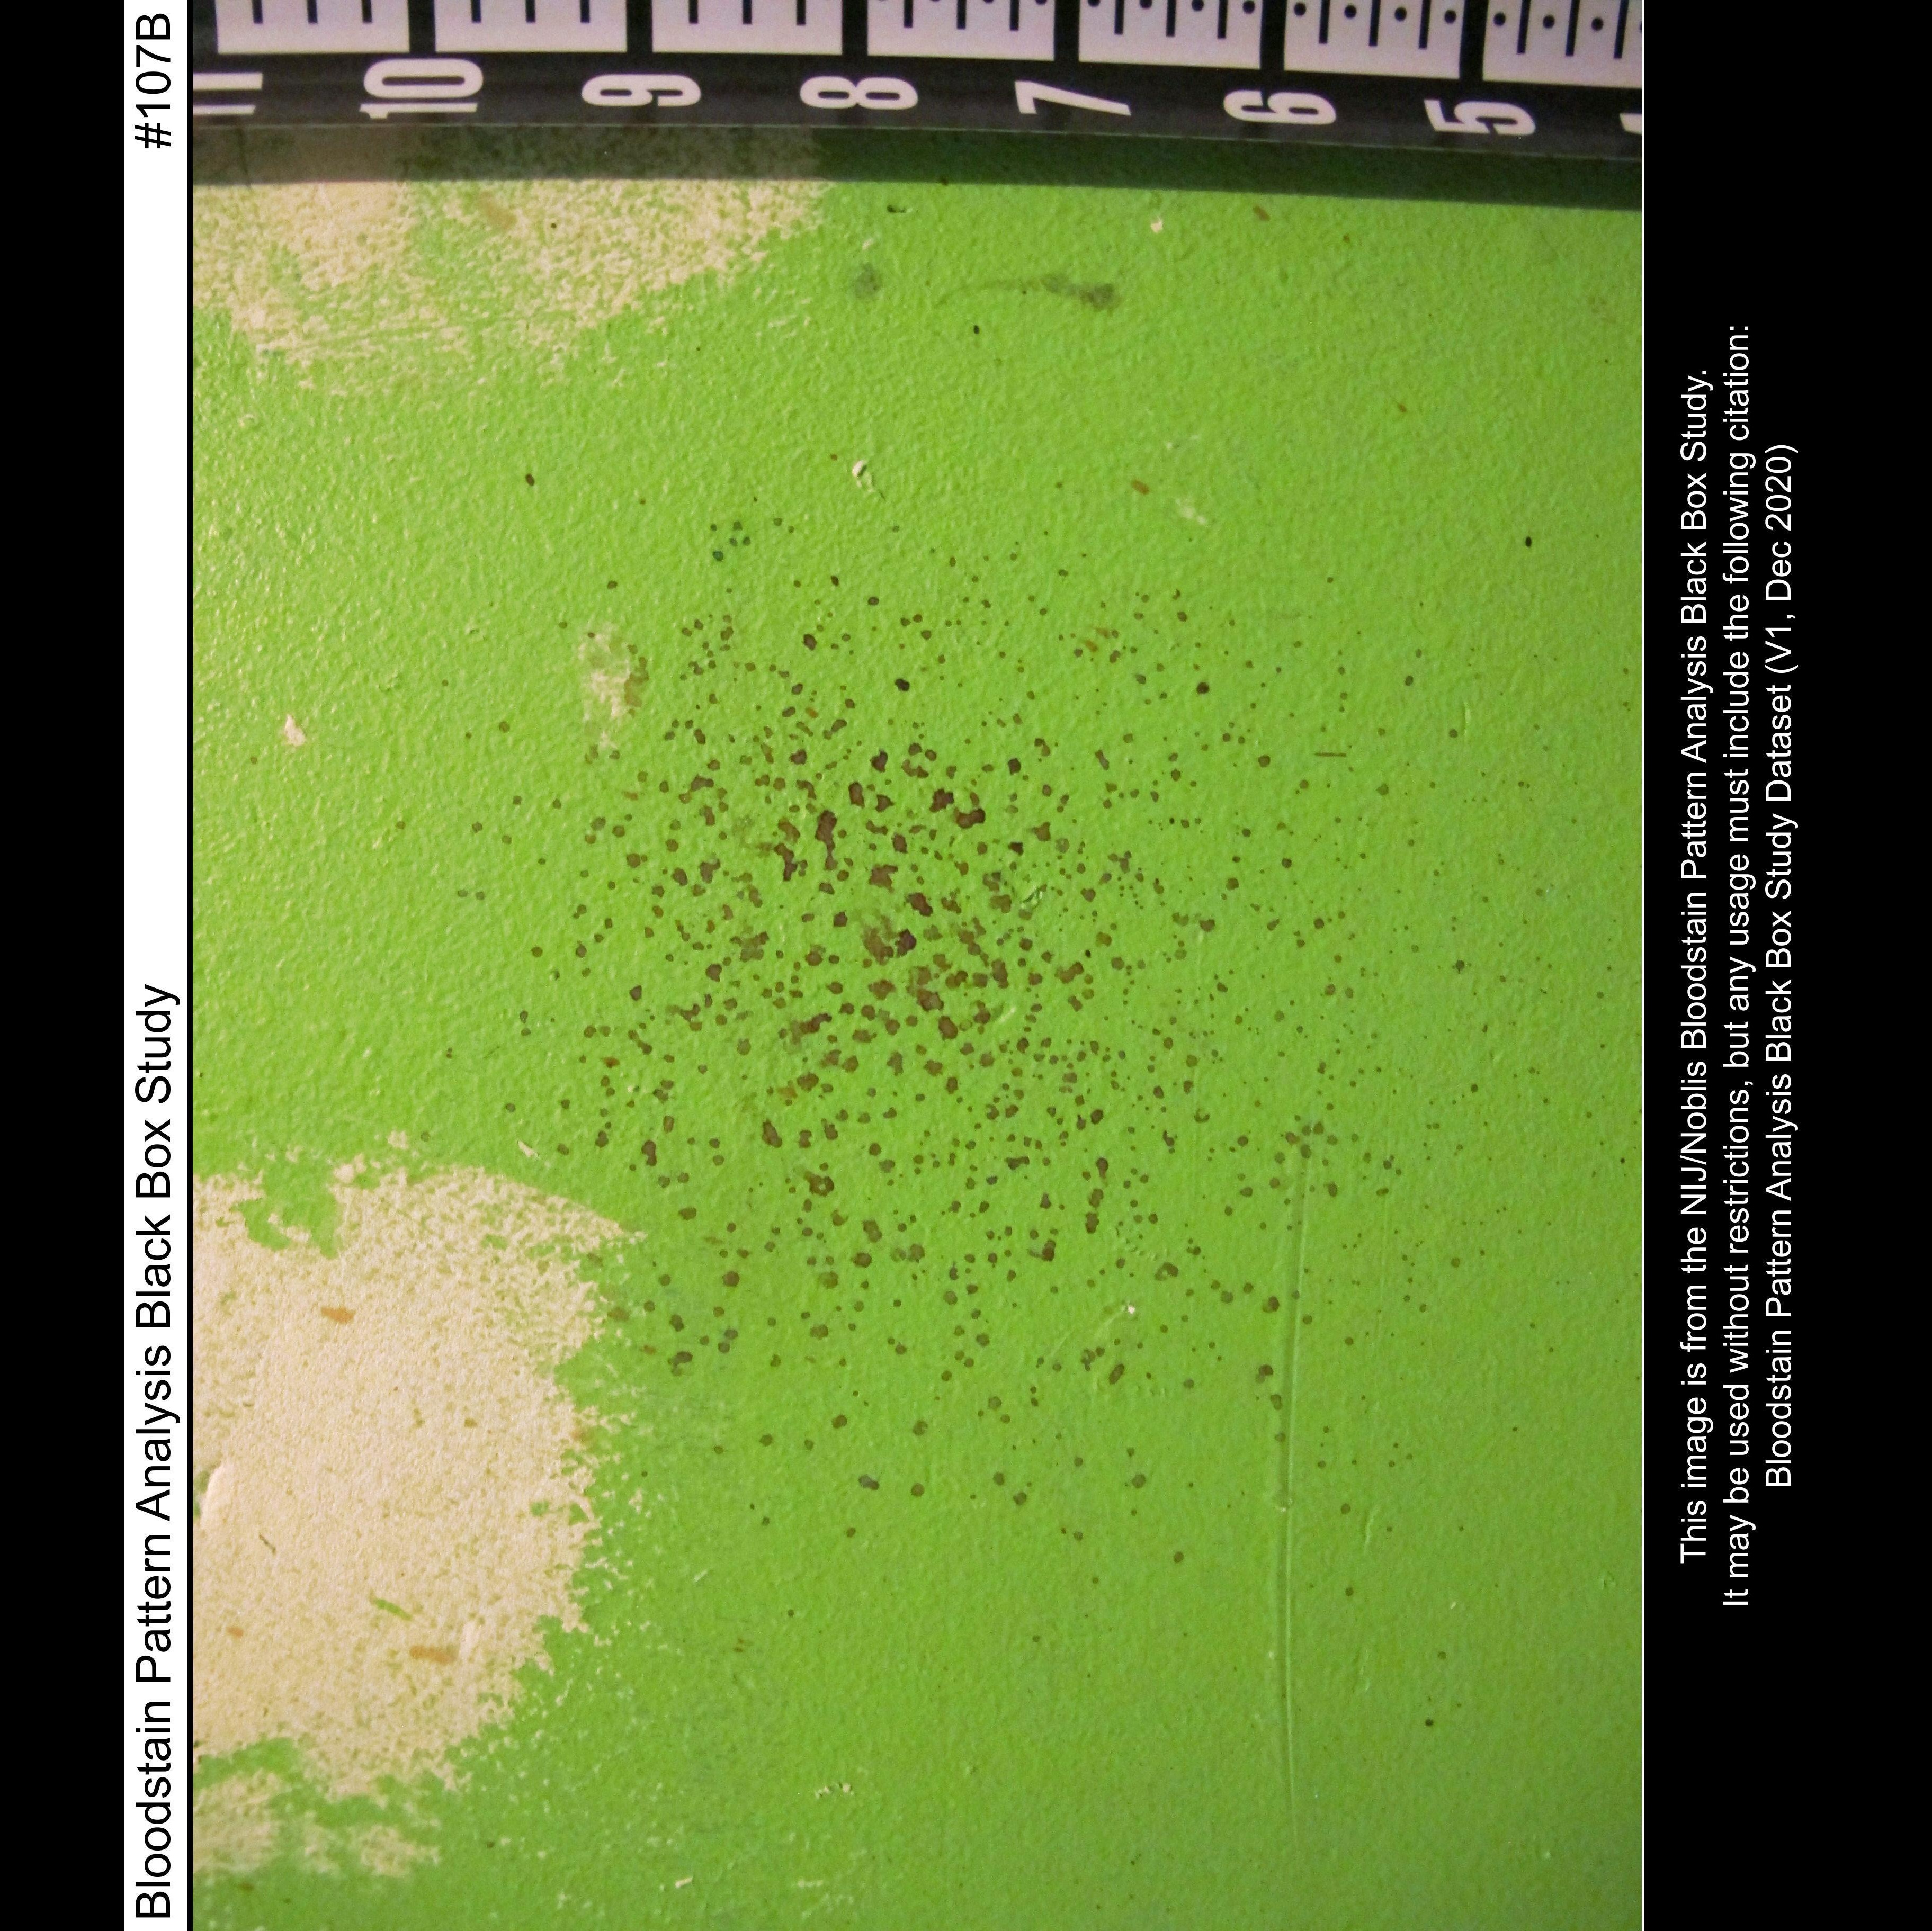 Bloodstain Pattern Analysis Black Box Study #107B
11 10 9 8 7 6 5
This image is from the NIJ/Noblis Bloodstain Pattern Analysis Black Box Study.
It may be used without restrictions, but any usage must include the following citation:
Bloodstain Pattern Analysis Black Box Study Dataset (V1, Dec 2020)